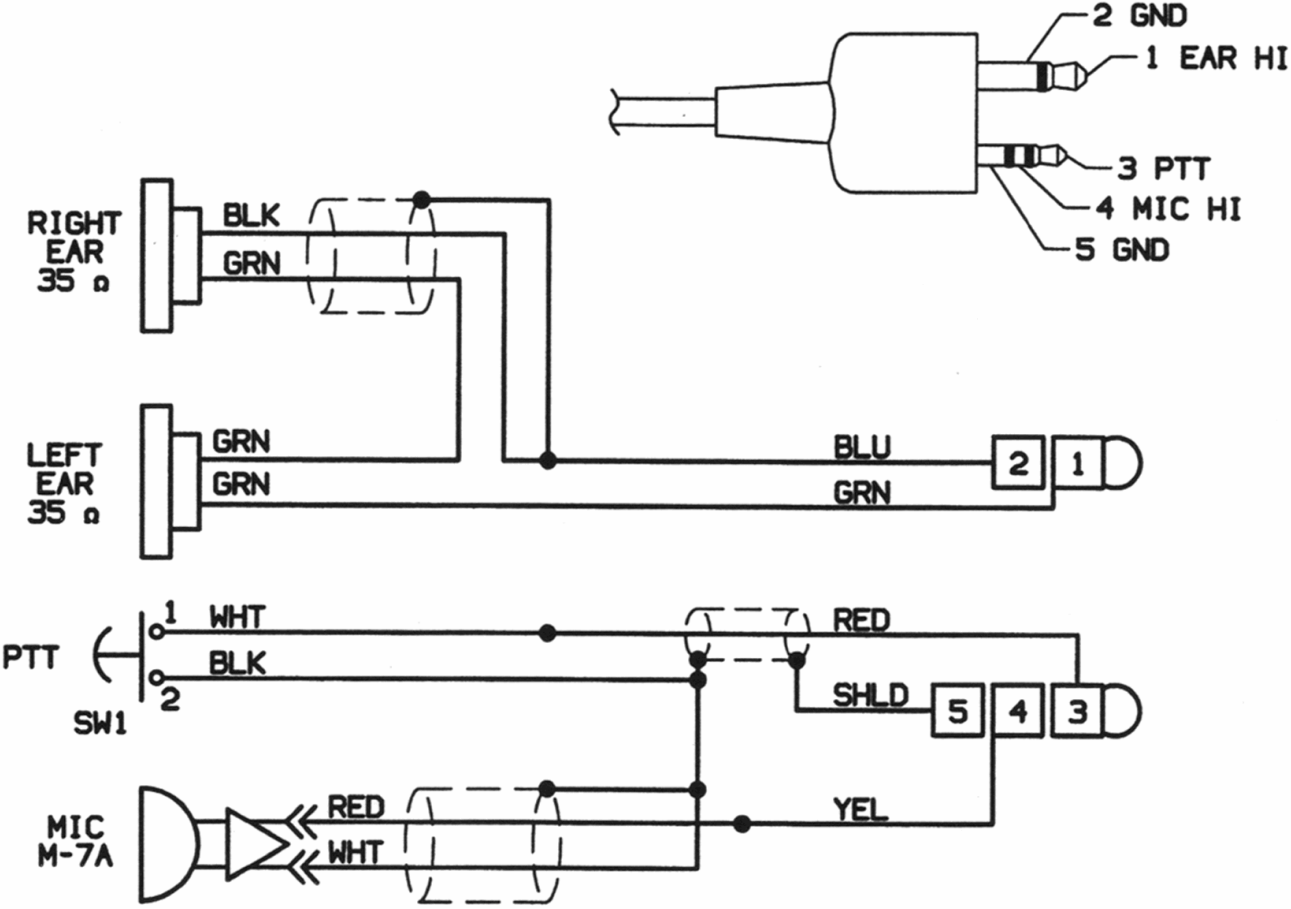 2 GND
1 EAR HI
3 PTT
4 MIC HI
5 GND
RIGHT
EAR
35 Ω
BLK
GRN
LEFT
EAR
35 Ω
GRN
GRN
BLU
GRN
2 1
PTT
1
WHT
BLK
2
SW1
RED
SHLD
5 4 3
MIC
M-7A
RED
WHT
YEL